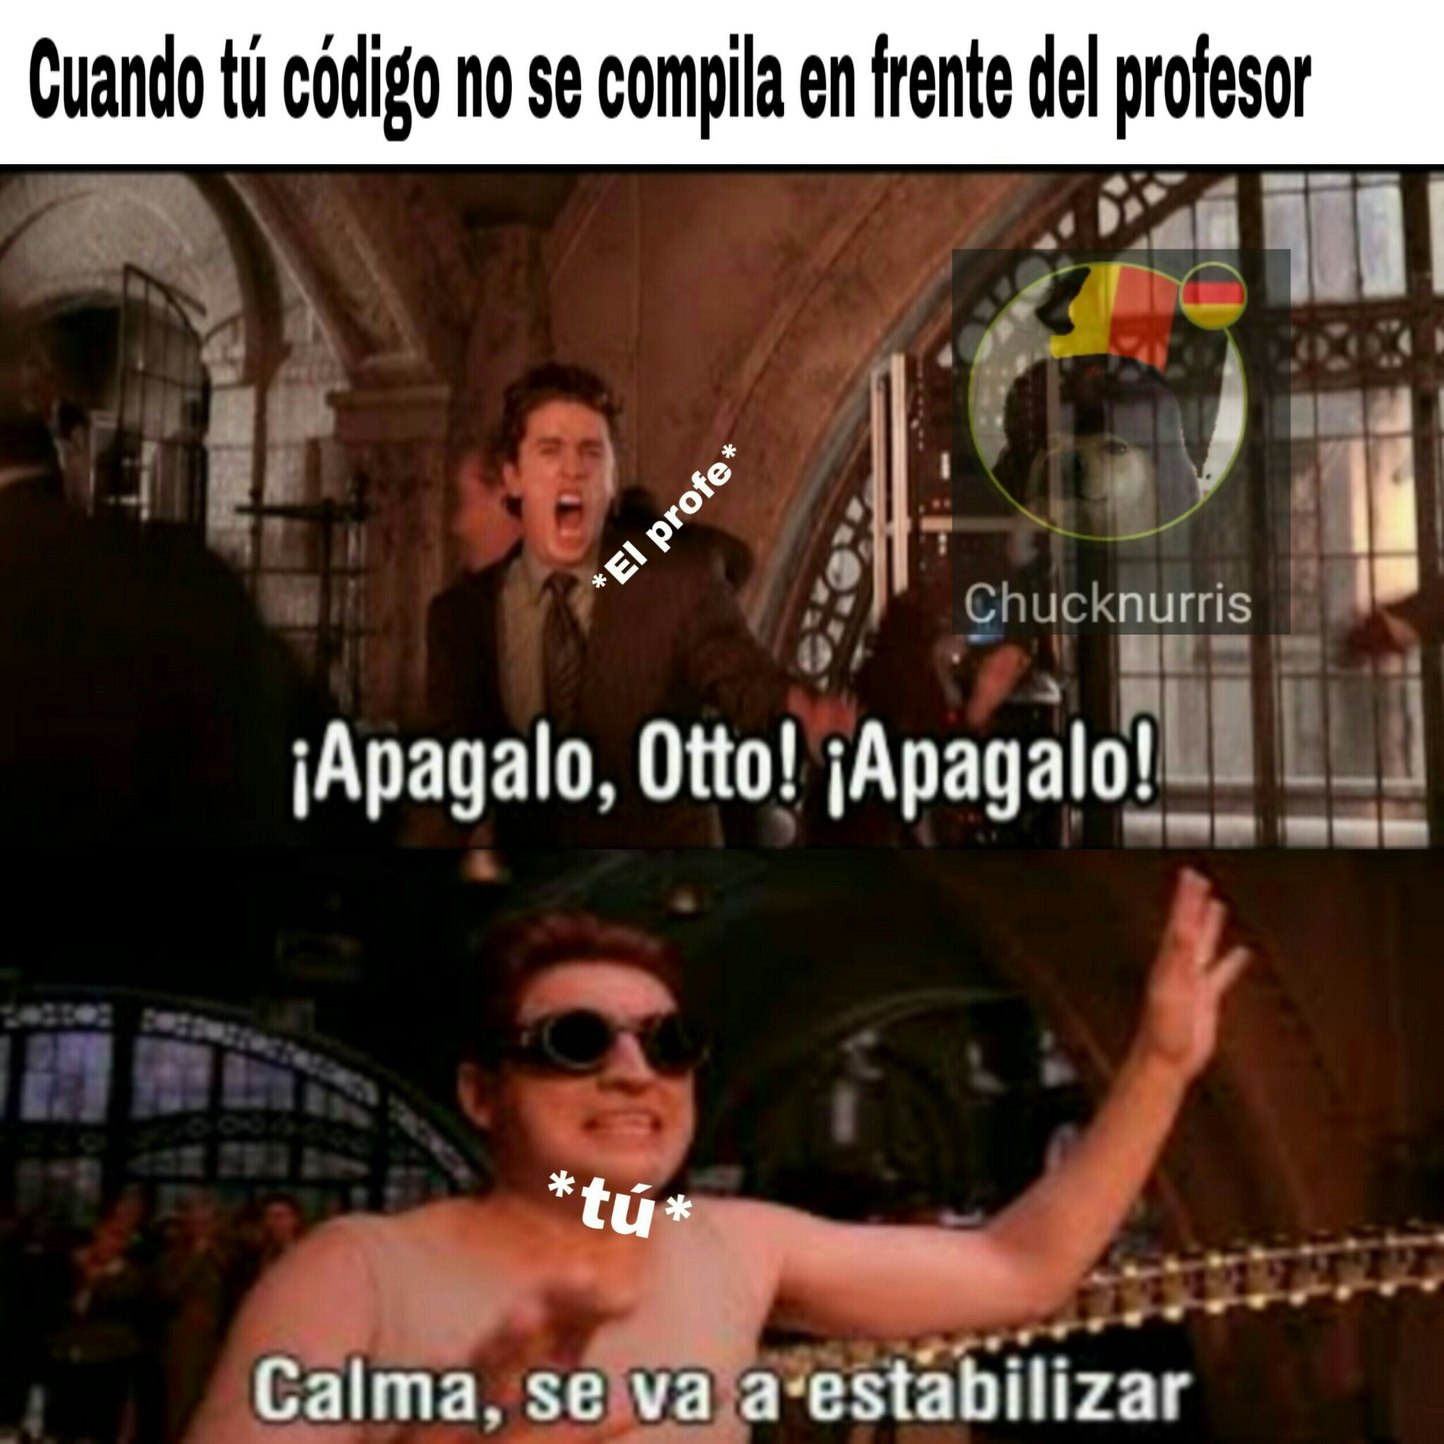 Cuando tú código no se compila en frente del profesor
*El profe*
Chucknurris
¡Apagalo, Otto! ¡Apagalo!
*tú*
Calma, se va a estabilizar